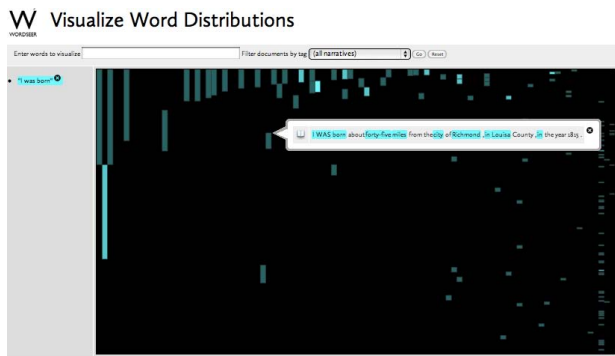 W Visualize Word Distributions
WORDSEER
Enter words to visualize Filter documents by tag (all narratives) Go Reset
"I was born"
I WAS born about forty-five miles from the city of Richmond , in Louisa County , in the year 1815 .